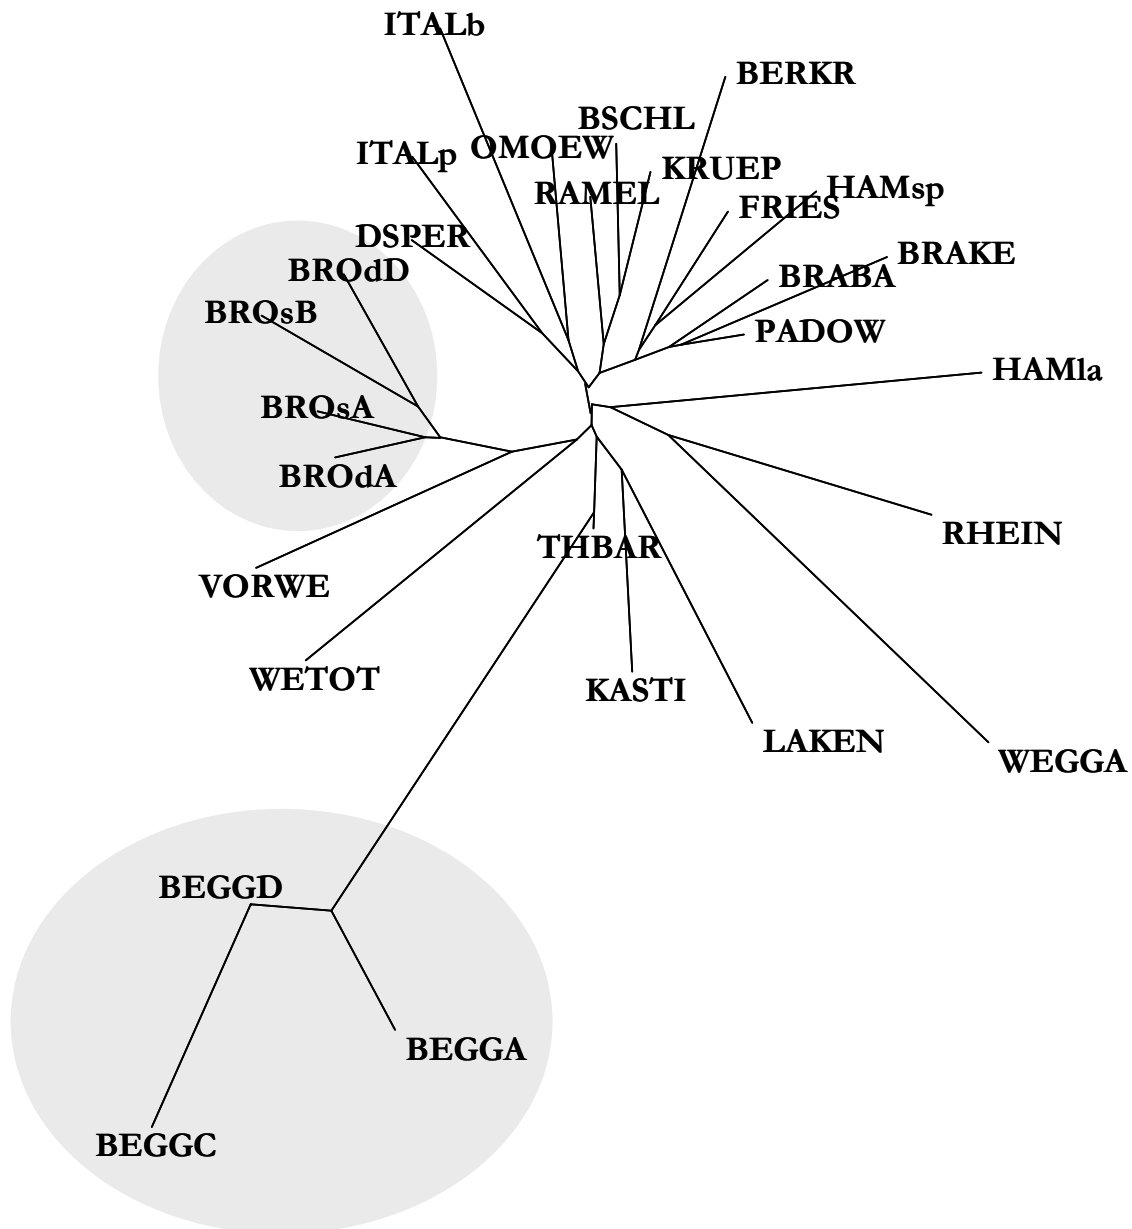 ITALb
BERKR
BSCHL
OMOEW
ITALp
KRUEP
RAMEL
HAMsp
FRIES
DSPER
BRAKE
BROdD
BRABA
BROsB
PADOW
HAMla
BROsA
BROdA
RHEIN
THBAR
VORWE
WETOT
KASTI
LAKEN
WEGGA
BEGGD
BEGGA
BEGGC